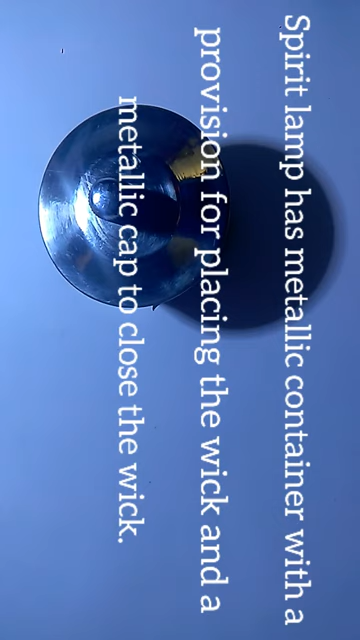 Spirit lamp has metallic container with a
provision for placing the wick and a
metallic cap to close the wick.